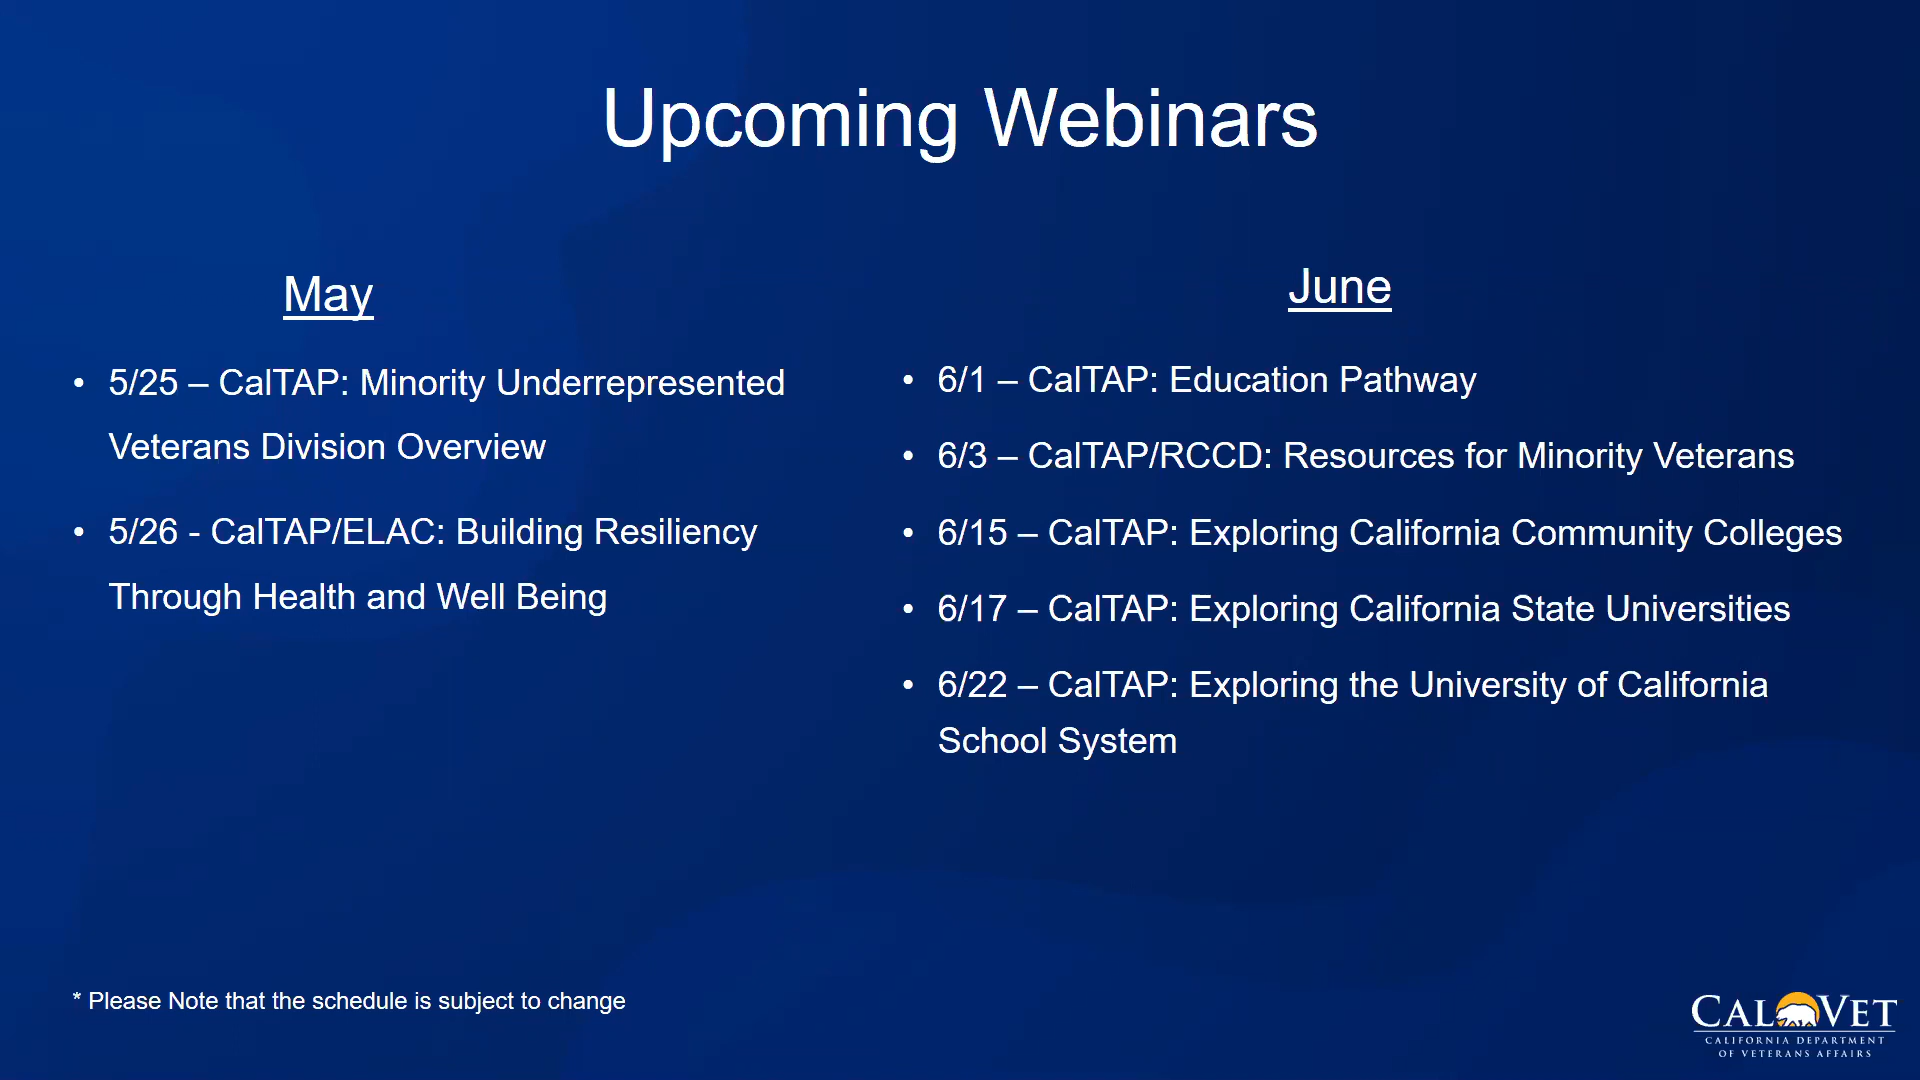 Upcoming Webinars
May
• 5/25 – CalTAP: Minority Underrepresented
Veterans Division Overview
• 5/26 - CalTAP/ELAC: Building Resiliency
Through Health and Well Being
June
• 6/1 – CalTAP: Education Pathway
• 6/3 – CalTAP/RCCD: Resources for Minority Veterans
• 6/15 – CalTAP: Exploring California Community Colleges
• 6/17 – CalTAP: Exploring California State Universities
• 6/22 – CalTAP: Exploring the University of California
School System
* Please Note that the schedule is subject to change
CALVET
CALIFORNIA DEPARTMENT
OF VETERANS AFFAIRS